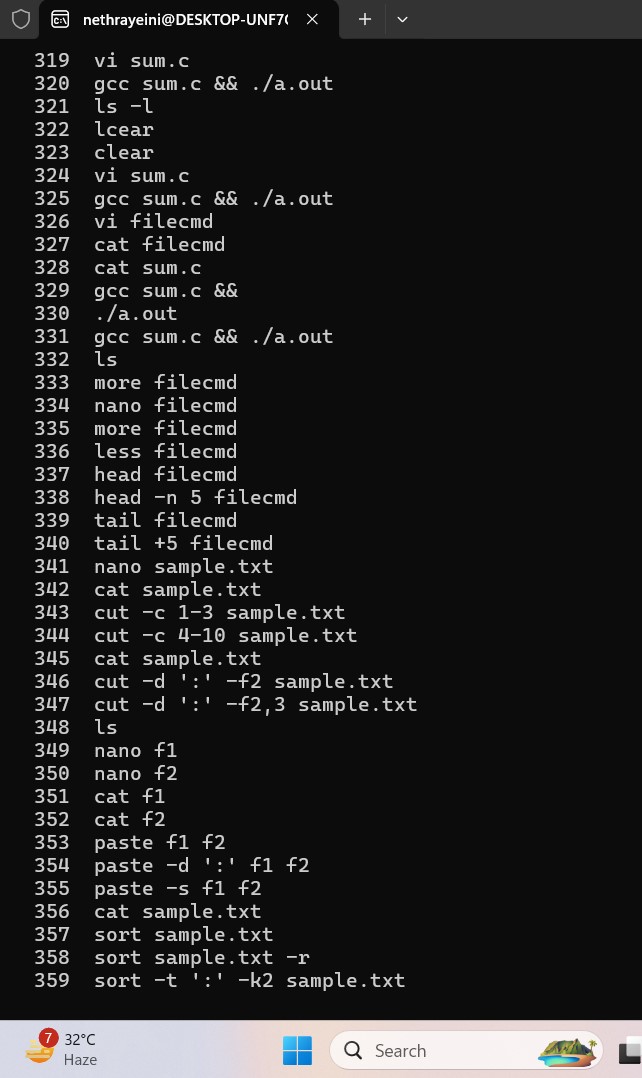 nethrayeini@DESKTOP-UNF7
319 vi sum.c
320 gcc sum.c && ./a.out
321 ls -l
322 lcear
323 clear
324 vi sum.c
325 gcc sum.c && ./a.out
326 vi filecmd
327 cat filecmd
328 cat sum.c
329 gcc sum.c &&
330 ./a.out
331 gcc sum.c && ./a.out
332 ls
333 more filecmd
334 nano filecmd
335 more filecmd
336 less filecmd
337 head filecmd
338 head -n 5 filecmd
339 tail filecmd
340 tail +5 filecmd
341 nano sample.txt
342 cat sample.txt
343 cut -c 1-3 sample.txt
344 cut -c 4-10 sample.txt
345 cat sample.txt
346 cut -d ':' -f2 sample.txt
347 cut -d ':' -f2,3 sample.txt
348 ls
349 nano f1
350 nano f2
351 cat f1
352 cat f2
353 paste f1 f2
354 paste -d ':' f1 f2
355 paste -s f1 f2
356 cat sample.txt
357 sort sample.txt
358 sort sample.txt -r
359 sort -t ':' -k2 sample.txt
7
32°C
Haze
Search